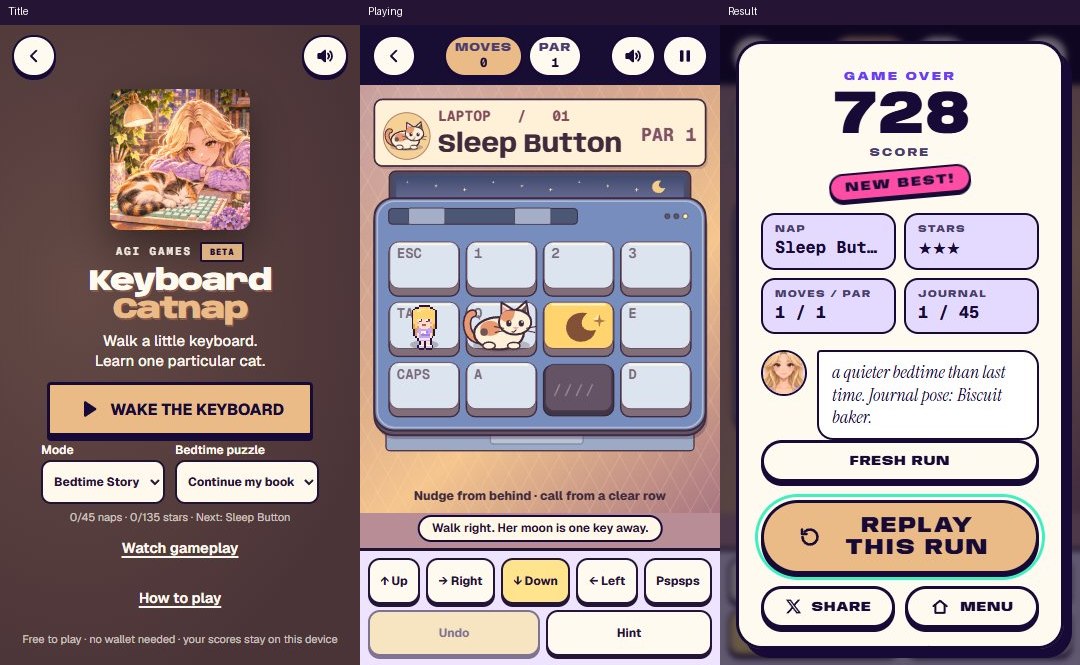 Title
AGI GAMES BETA
Keyboard
Catnap
Walk a little keyboard.
Learn one particular cat.
WAKE THE KEYBOARD
Mode
Bedtime puzzle
Bedtime Story
Continue my book
0/45 naps · 0/135 stars · Next: Sleep Button
Watch gameplay
How to play
Free to play · no wallet needed · your scores stay on this device
Playing
MOVES
0
PAR
1
LAPTOP / 01
Sleep Button
PAR 1
ESC 1 2 3
TA E
CAPS A D
////
Nudge from behind · call from a clear row
Walk right. Her moon is one key away.
↑ Up → Right ↓ Down ← Left Pspsps
Undo Hint
Result
GAME OVER
728
SCORE
NEW BEST!
NAP
Sleep But…
STARS
★★★
MOVES / PAR
1 / 1
JOURNAL
1 / 45
a quieter bedtime than last
time. Journal pose: Biscuit
baker.
FRESH RUN
REPLAY
THIS RUN
SHARE
MENU